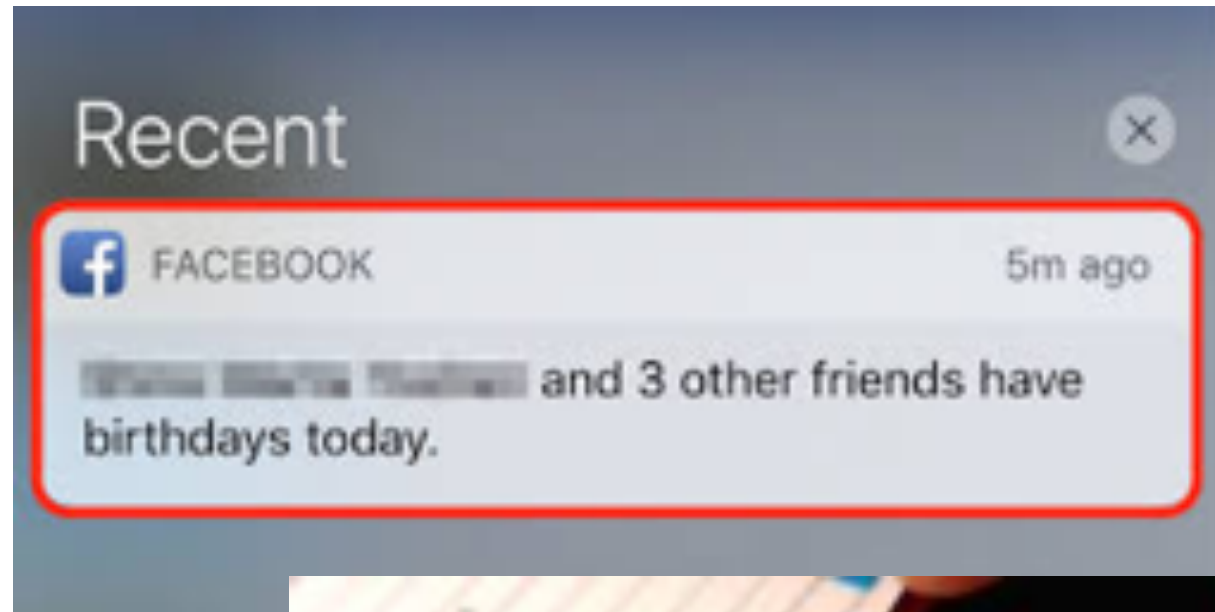 Recent
FACEBOOK
5m ago
and 3 other friends have
birthdays today.